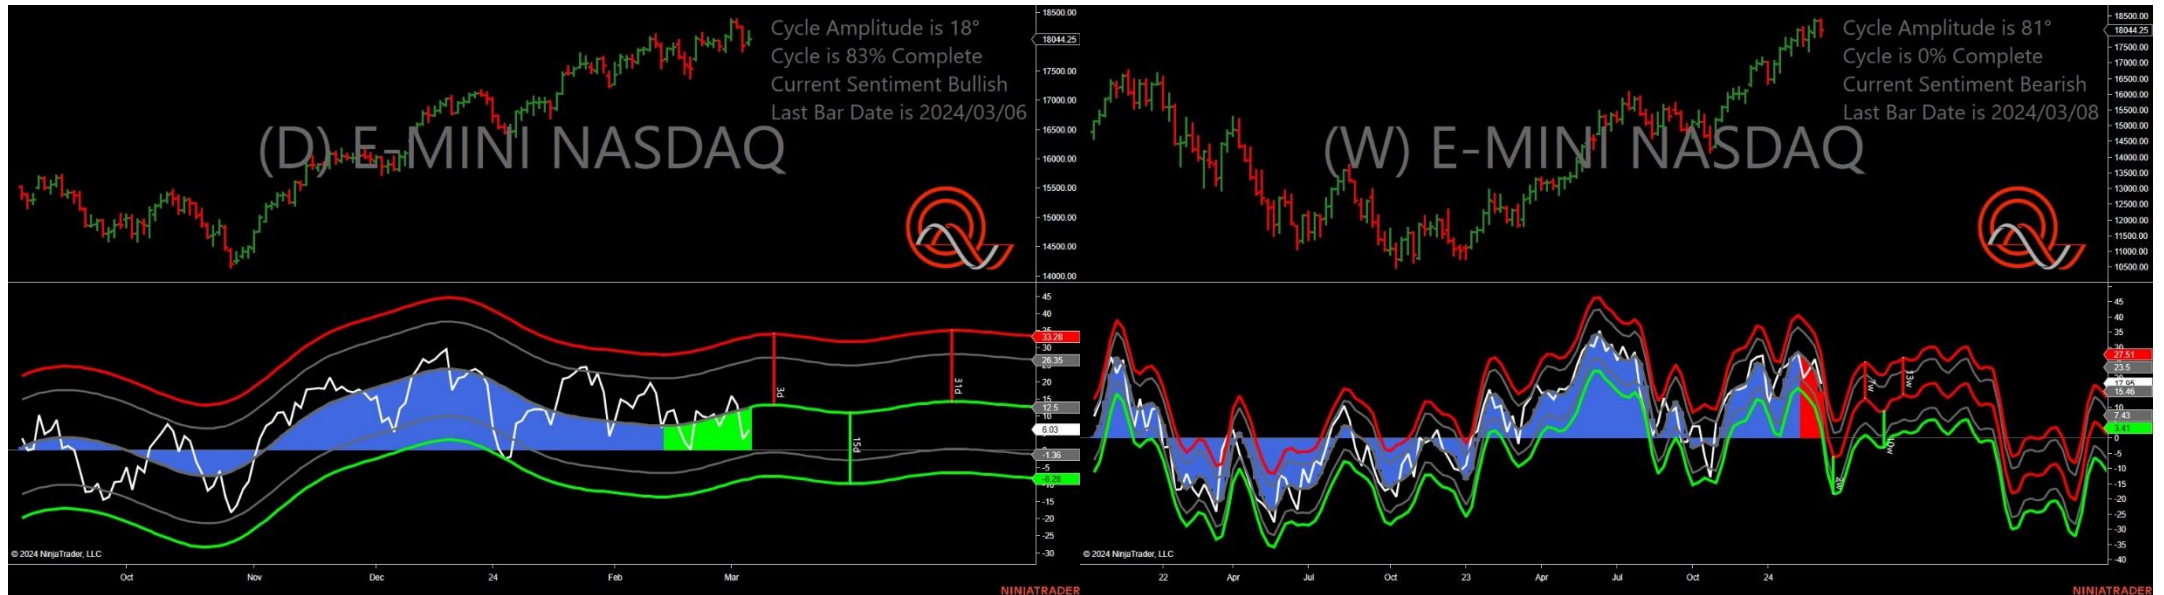 Cycle Amplitude is 18°
Cycle is 83% Complete
Current Sentiment Bullish
Last Bar Date is 2024/03/06
(D) E-MINI NASDAQ
18500.00
18044.25
17500.00
17000.00
16500.00
16000.00
15500.00
15000.00
14500.00
14000.00
45
40
35
33.28
30
26.35
20
15
12.5
10
6.03
-1.36
-5
-8.28
-15
-20
-25
-30
3d
15d
31d
© 2024 NinjaTrader, LLC
Oct
Nov
Dec
24
Feb
Mar
NINJATRADER
Cycle Amplitude is 81°
Cycle is 0% Complete
Current Sentiment Bearish
Last Bar Date is 2024/03/08
(W) E-MINI NASDAQ
18500.00
18044.25
17500.00
17000.00
16500.00
16000.00
15500.00
15000.00
14500.00
14000.00
13500.00
13000.00
12500.00
12000.00
11500.00
11000.00
10500.00
45
40
35
30
27.51
23.5
17.95
15.46
10
7.43
3.41
0
-5
-10
-15
-20
-25
-30
-35
-40
4w
7w
10w
13w
© 2024 NinjaTrader, LLC
22
Apr
Jul
Oct
23
Apr
Jul
Oct
24
NINJATRADER